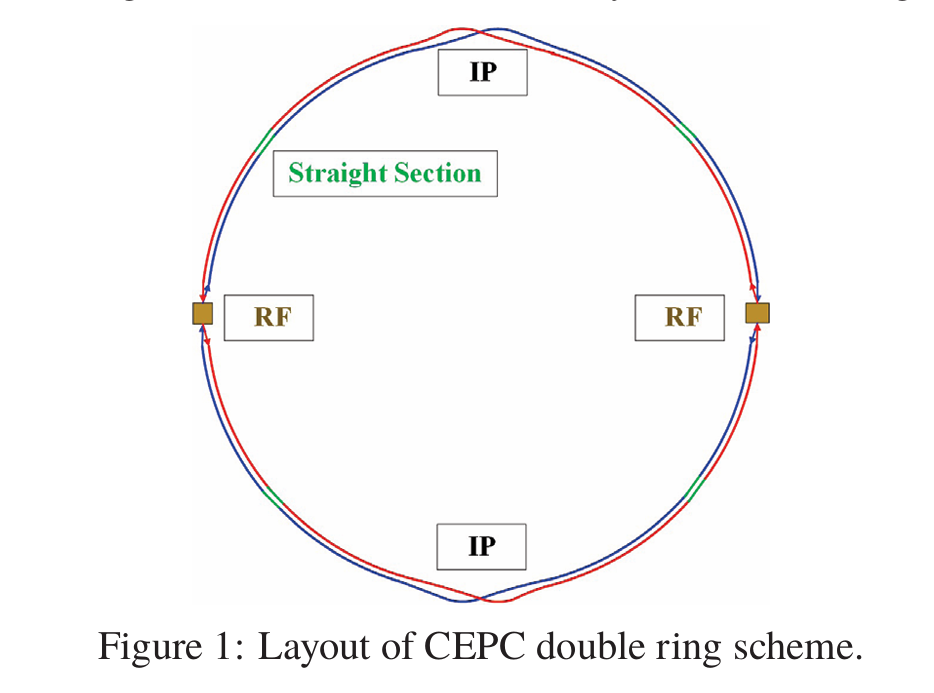 IP
Straight Section
RF
RF
IP
Figure 1: Layout of CEPC double ring scheme.